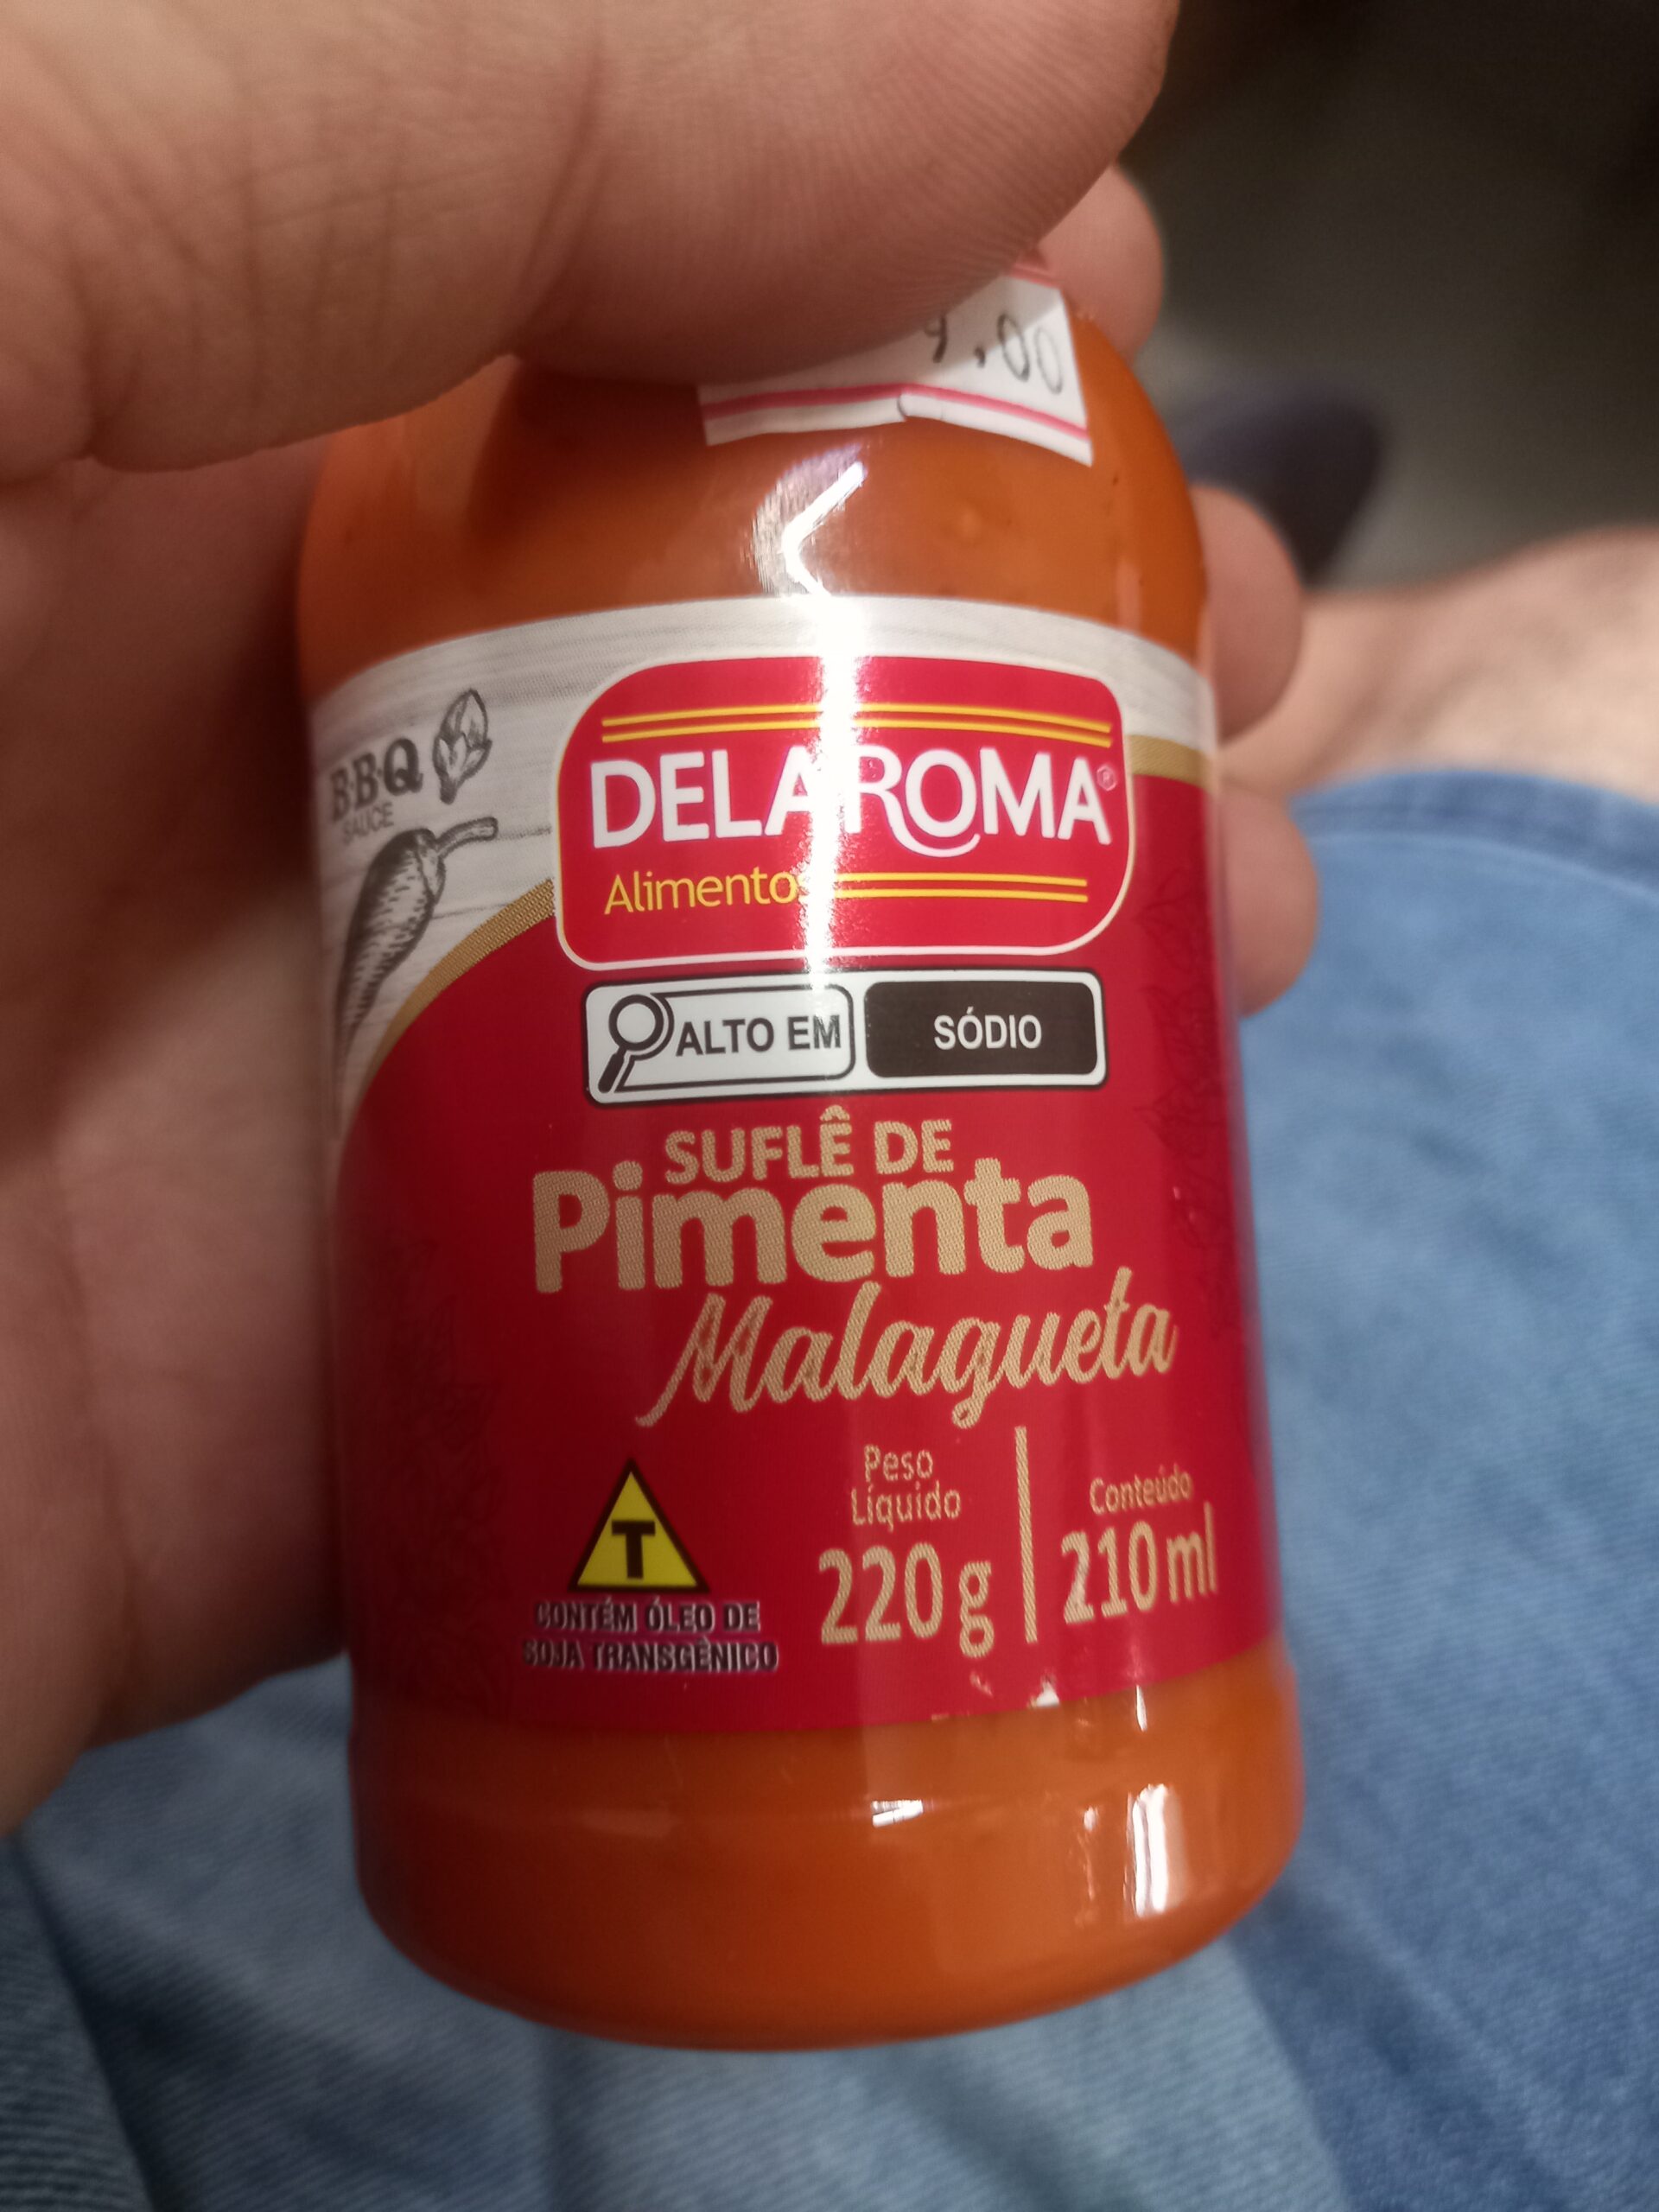 9,00
B·B·Q
SAUCE
DELAROMA®
Alimentos
ALTO EM SÓDIO
SUFLÊ DE
Pimenta
Malagueta
Peso
Líquido
220g
Conteúdo
210ml
T
CONTÉM ÓLEO DE
SOJA TRANSGÊNICO